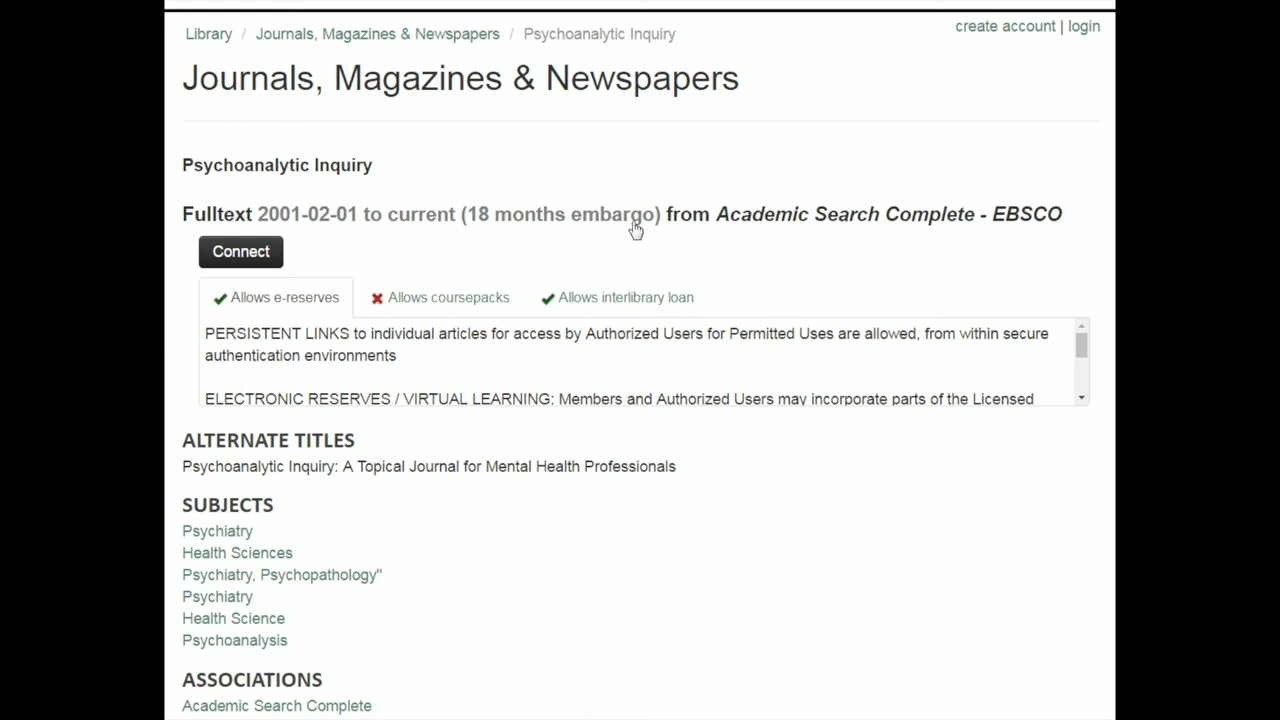 Library / Journals, Magazines & Newspapers / Psychoanalytic Inquiry
create account | login
Journals, Magazines & Newspapers
Psychoanalytic Inquiry
Fulltext 2001-02-01 to current (18 months embargo) from Academic Search Complete - EBSCO
Connect
Allows e-reserves Allows coursepacks Allows interlibrary loan
PERSISTENT LINKS to individual articles for access by Authorized Users for Permitted Uses are allowed, from within secure
authentication environments
ELECTRONIC RESERVES / VIRTUAL LEARNING: Members and Authorized Users may incorporate parts of the Licensed
ALTERNATE TITLES
Psychoanalytic Inquiry: A Topical Journal for Mental Health Professionals
SUBJECTS
Psychiatry
Health Sciences
Psychiatry, Psychopathology"
Psychiatry
Health Science
Psychoanalysis
ASSOCIATIONS
Academic Search Complete